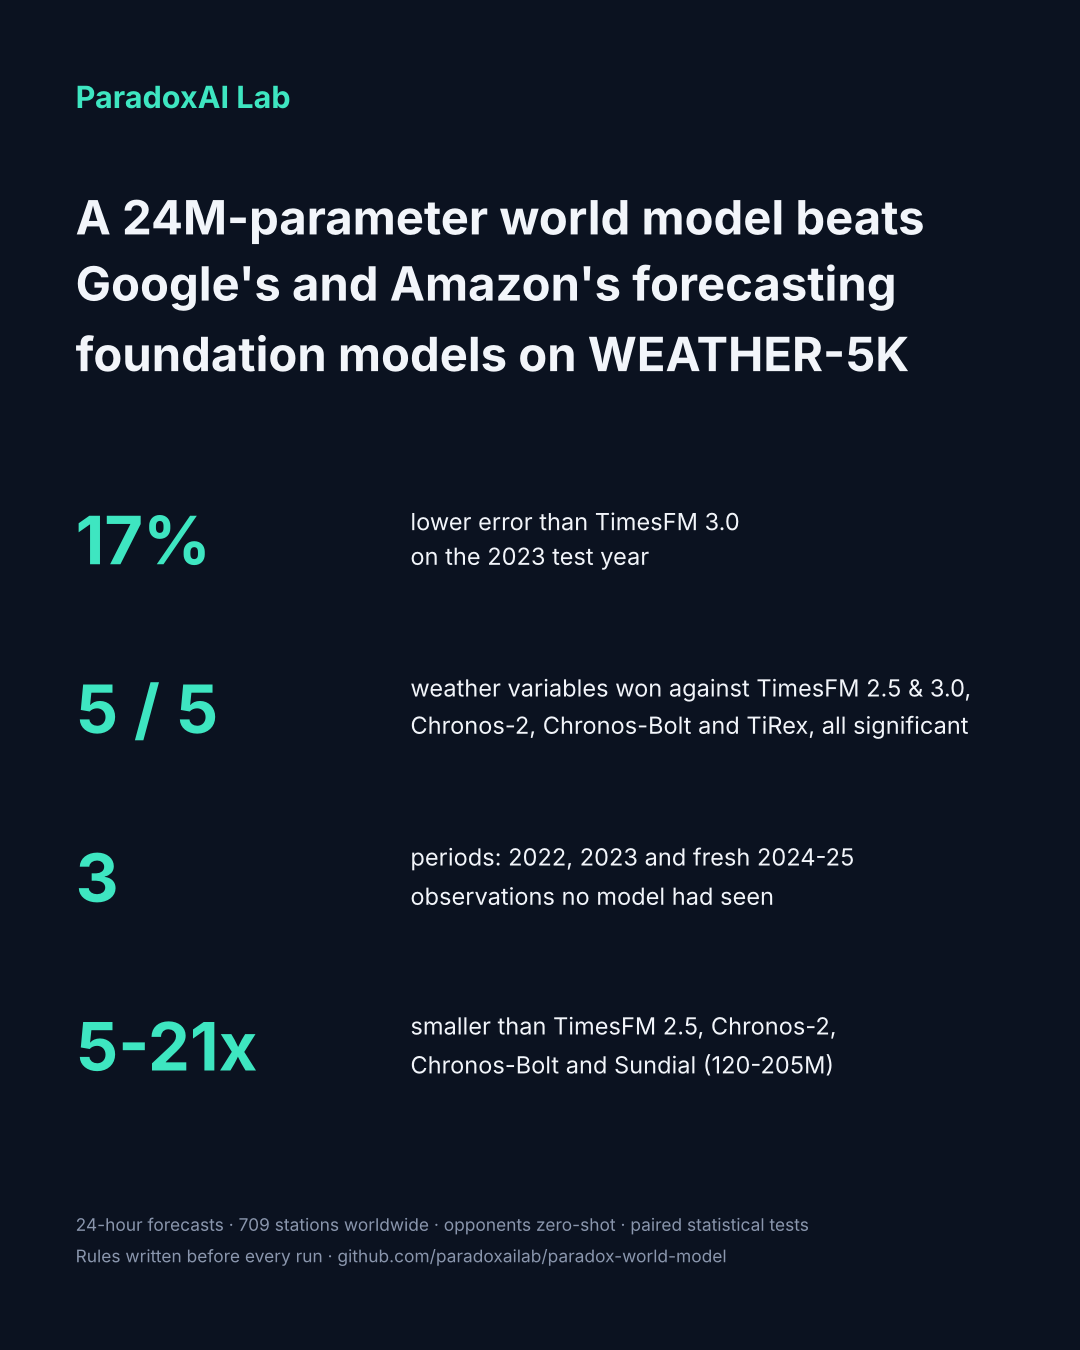 ParadoxAI Lab
A 24M-parameter world model beats
Google's and Amazon's forecasting
foundation models on WEATHER-5K
17%
lower error than TimesFM 3.0
on the 2023 test year
5 / 5
weather variables won against TimesFM 2.5 & 3.0,
Chronos-2, Chronos-Bolt and TiRex, all significant
3
periods: 2022, 2023 and fresh 2024-25
observations no model had seen
5-21x
smaller than TimesFM 2.5, Chronos-2,
Chronos-Bolt and Sundial (120-205M)
24-hour forecasts · 709 stations worldwide · opponents zero-shot · paired statistical tests
Rules written before every run · github.com/paradoxailab/paradox-world-model